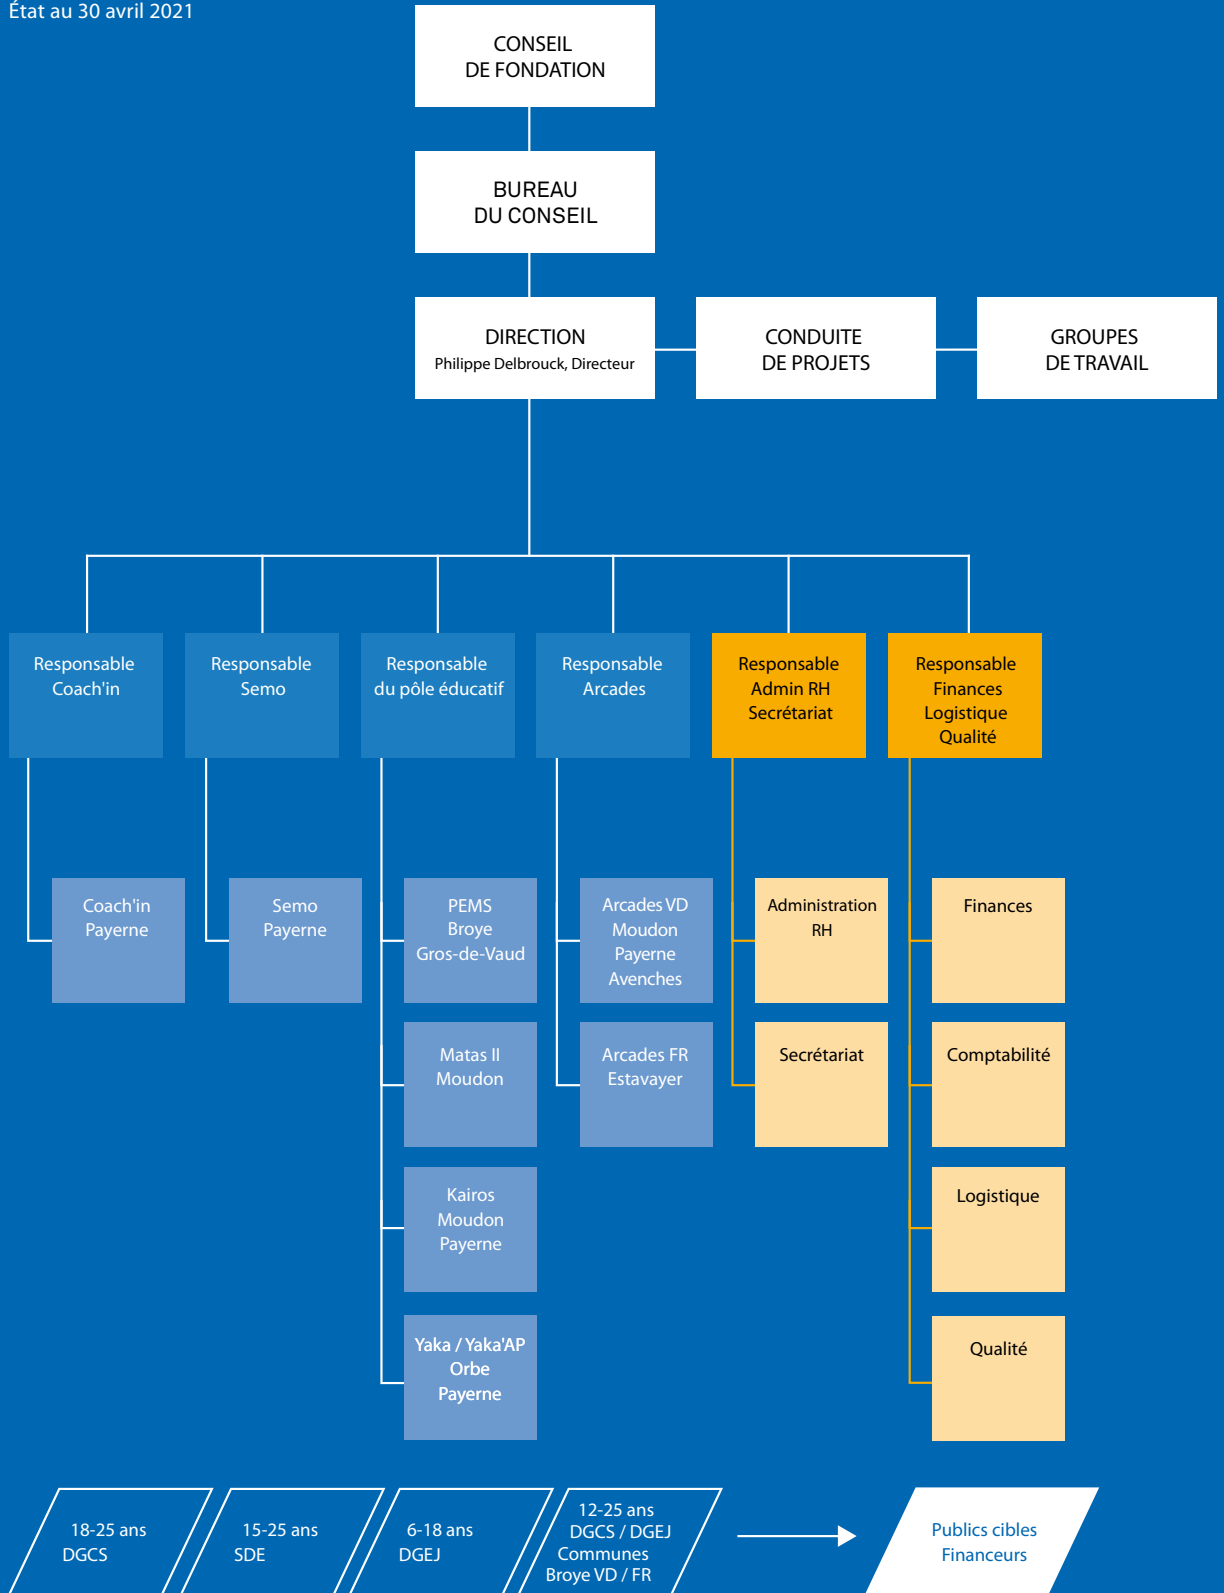 État au 30 avril 2021
CONSEIL
DE FONDATION
BUREAU
DU CONSEIL
DIRECTION
Philippe Delbrouck, Directeur
CONDUITE
DE PROJETS
GROUPES
DE TRAVAIL
Responsable
Coach'in
Responsable
Semo
Responsable
du pôle éducatif
Responsable
Arcades
Responsable
Admin RH
Secrétariat
Responsable
Finances
Logistique
Qualité
Coach'in
Payerne
Semo
Payerne
PEMS
Broye
Gros-de-Vaud
Arcades VD
Moudon
Payerne
Avenches
Administration
RH
Finances
Matas II
Moudon
Arcades FR
Estavayer
Secrétariat
Comptabilité
Kairos
Moudon
Payerne
Logistique
Yaka / Yaka'AP
Orbe
Payerne
Qualité
18-25 ans
DGCS
15-25 ans
SDE
6-18 ans
DGEJ
12-25 ans
DGCS / DGEJ
Communes
Broye VD / FR
Publics cibles
Financeurs